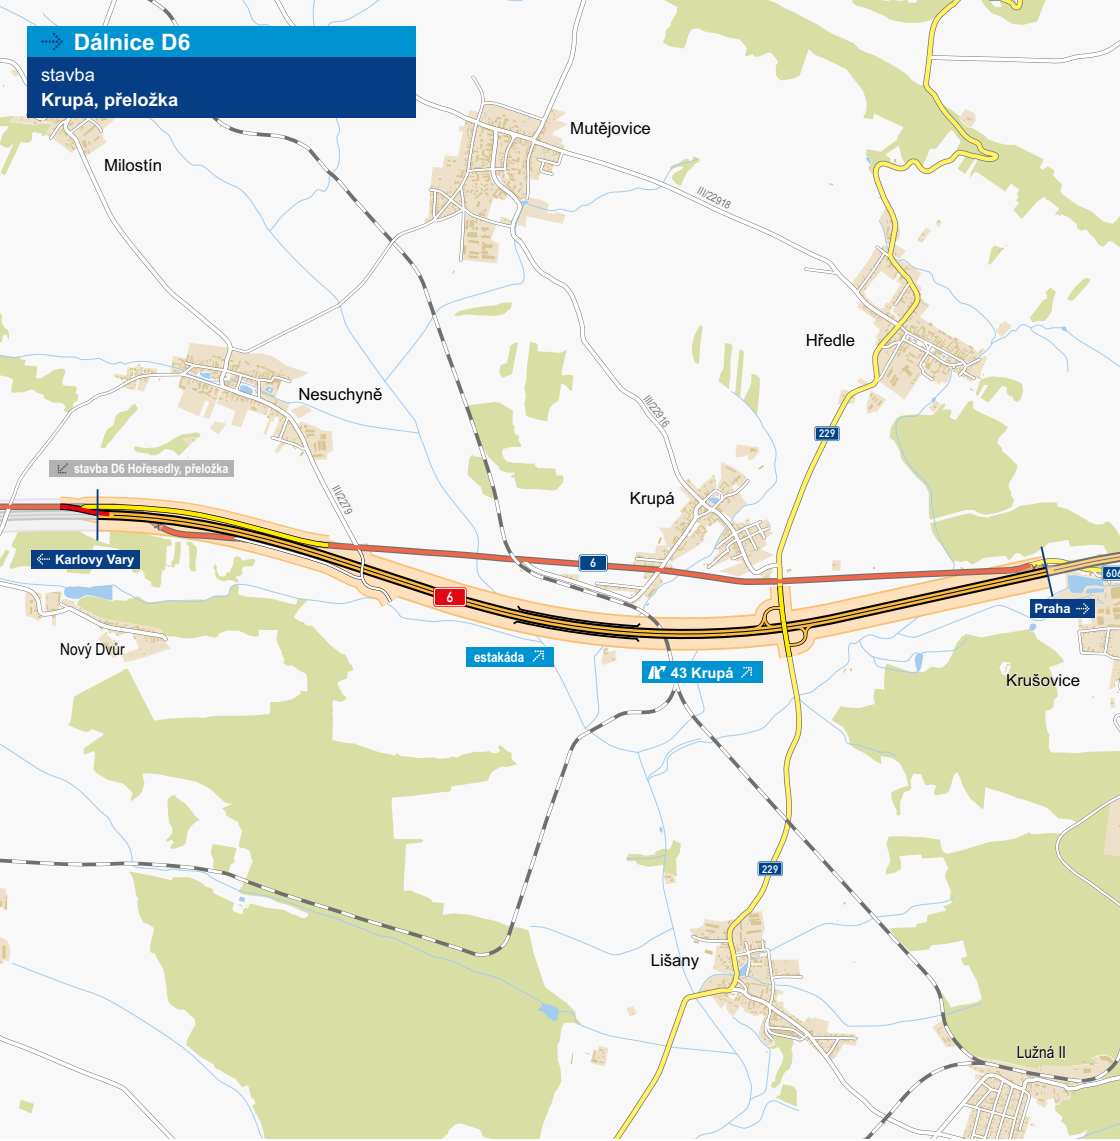 Dálnice D6
stavba
Krupá, přeložka
Milostín
Mutějovice
III/22918
Hředle
Nesuchyně
III/22916
229
stavba D6 Hořesedly, přeložka
III/2279
Krupá
Karlovy Vary
6
6
606
Praha
Nový Dvůr
estakáda
43 Krupá
Krušovice
229
Lišany
Lužná II